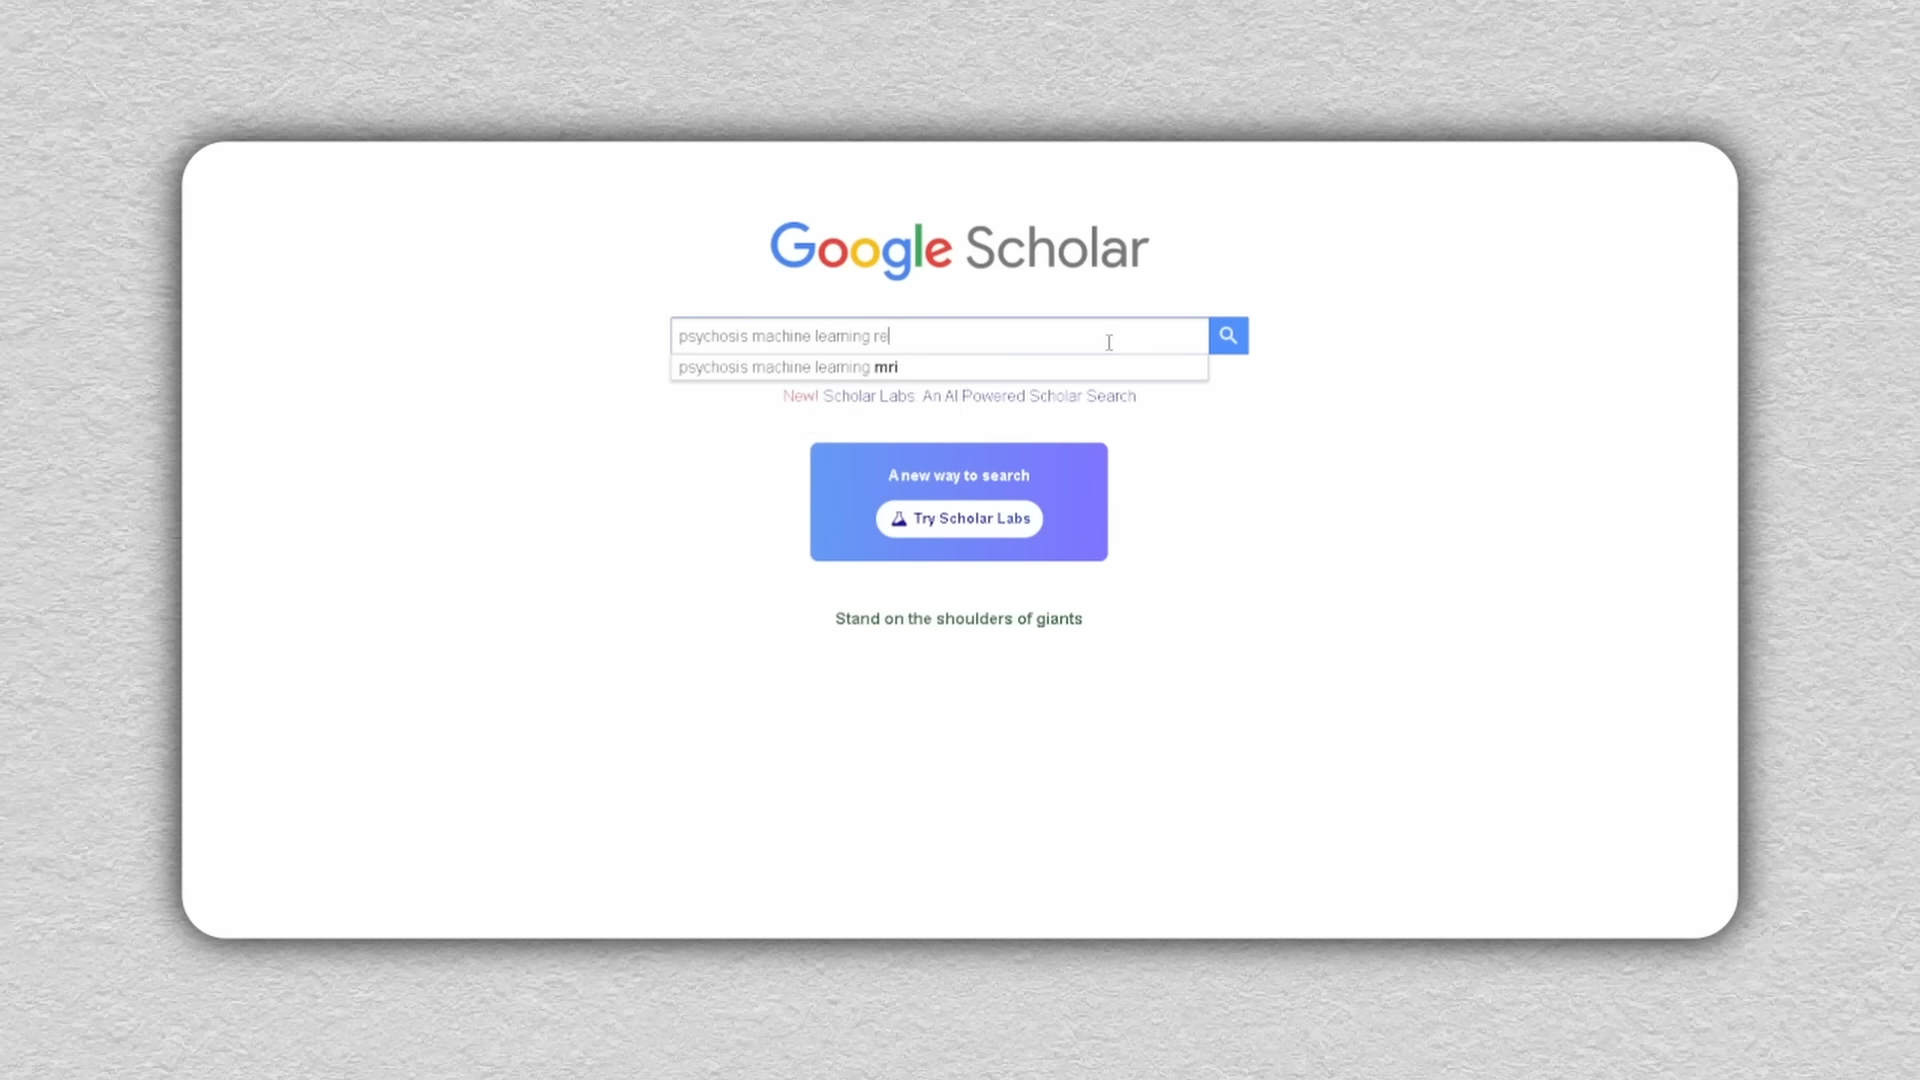 Google Scholar
psychosis machine learning re
psychosis machine learning mri
New! Scholar Labs: An AI Powered Scholar Search
A new way to search
Try Scholar Labs
Stand on the shoulders of giants